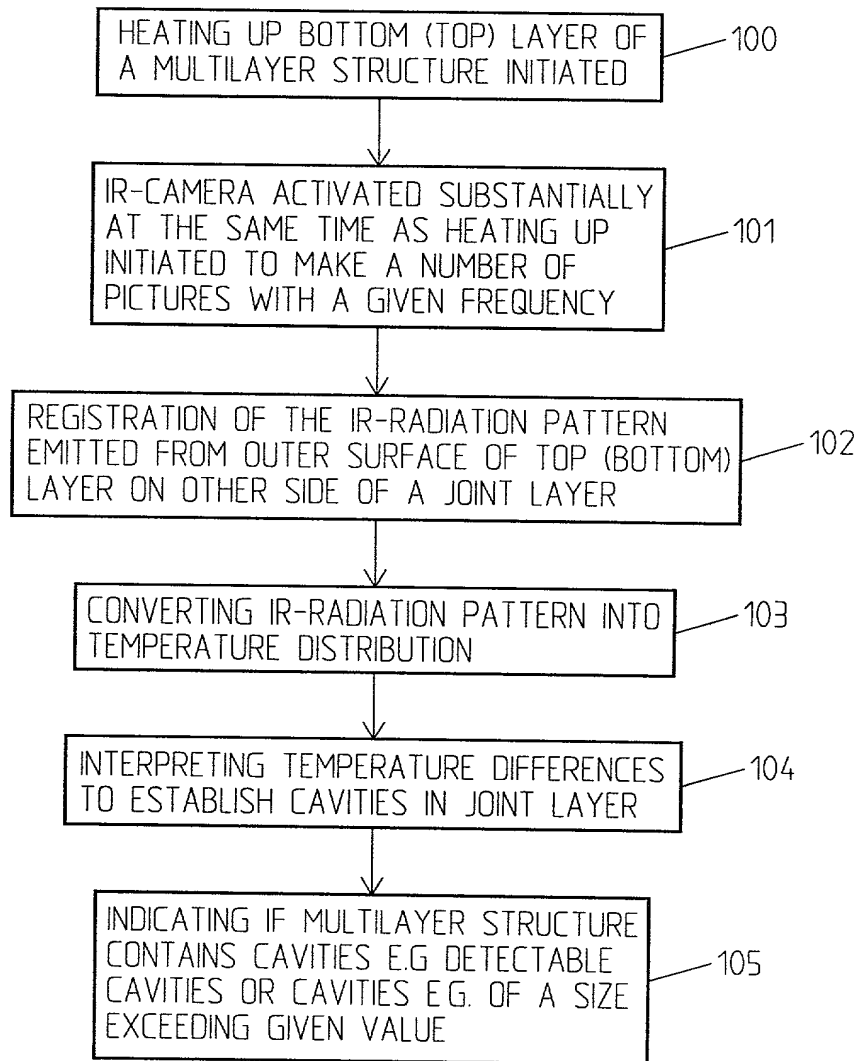 HEATING UP BOTTOM (TOP) LAYER OF
A MULTILAYER STRUCTURE INITIATED
100
IR-CAMERA ACTIVATED SUBSTANTIALLY
AT THE SAME TIME AS HEATING UP
INITIATED TO MAKE A NUMBER OF
PICTURES WITH A GIVEN FREQUENCY
101
REGISTRATION OF THE IR-RADIATION PATTERN
EMITTED FROM OUTER SURFACE OF TOP (BOTTOM)
LAYER ON OTHER SIDE OF A JOINT LAYER
102
CONVERTING IR-RADIATION PATTERN INTO
TEMPERATURE DISTRIBUTION
103
INTERPRETING TEMPERATURE DIFFERENCES
TO ESTABLISH CAVITIES IN JOINT LAYER
104
INDICATING IF MULTILAYER STRUCTURE
CONTAINS CAVITIES E.G DETECTABLE
CAVITIES OR CAVITIES E.G. OF A SIZE
EXCEEDING GIVEN VALUE
105